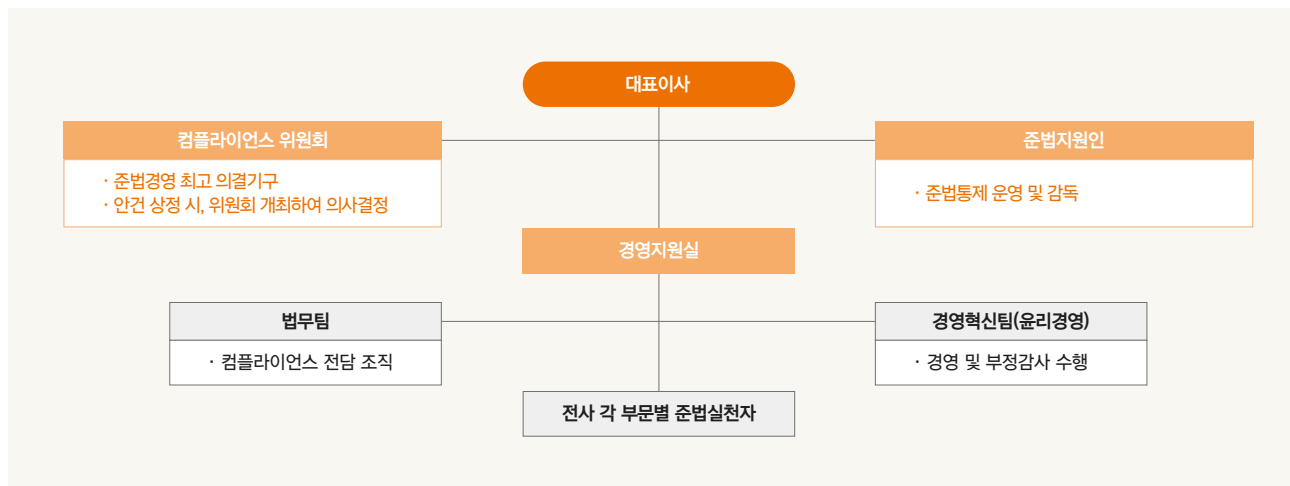 대표이사
컴플라이언스 위원회
· 준법경영 최고 의결기구
· 안건 상정 시, 위원회 개최하여 의사결정
준법지원인
· 준법통제 운영 및 감독
경영지원실
법무팀
· 컴플라이언스 전담 조직
경영혁신팀(윤리경영)
· 경영 및 부정감사 수행
전사 각 부문별 준법실천자